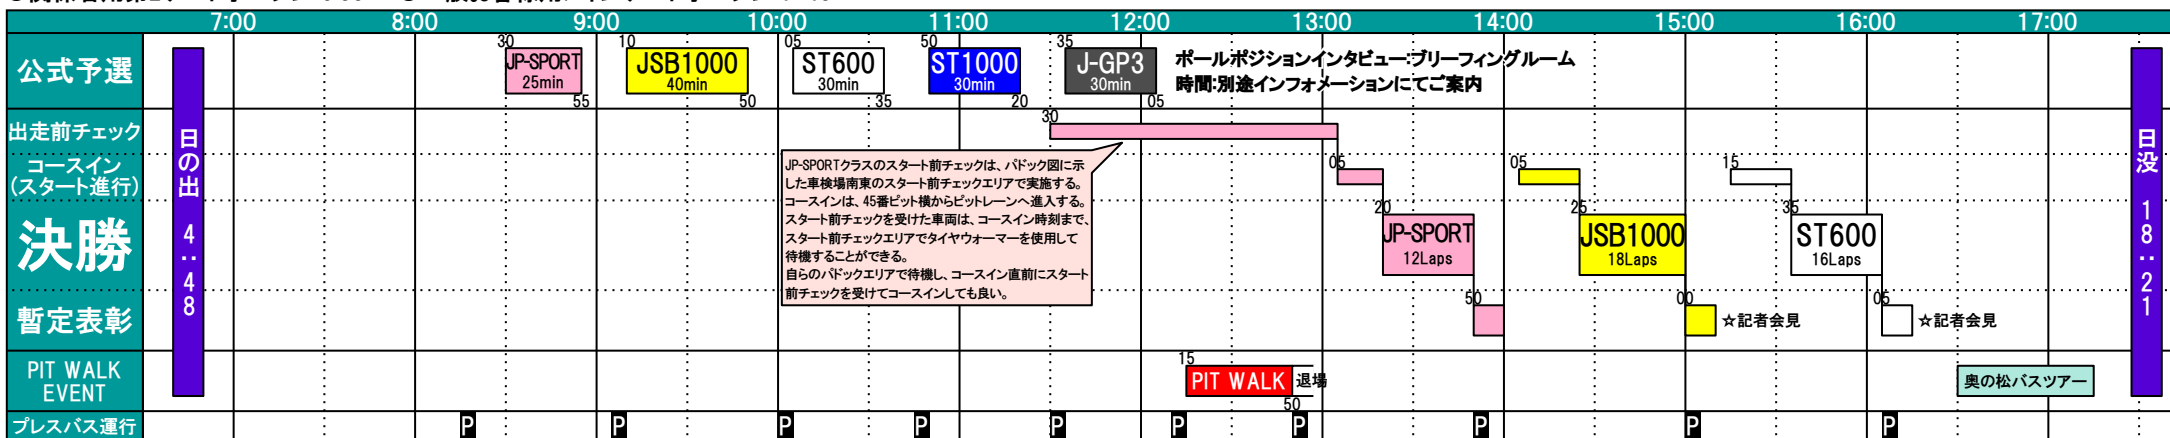 7:00 8:00 9:00 10:00 11:00 12:00 13:00 14:00 15:00 16:00 17:00
公式予選
30 10 05 50 35
JP-SPORT JSB1000 ST600 ST1000 J-GP3
25min 40min 30min 30min 30min
55 50 35 20 05
ポールポジションインタビュー:ブリーフィングルーム
時間:別途インフォメーションにてご案内
日の出 4:48
日没 18:21
出走前チェック
30
JP-SPORTクラスのスタート前チェックは、パドック図に示
した車検場南東のスタート前チェックエリアで実施する。
コースインは、45番ピット横からピットレーンへ進入する。
スタート前チェックを受けた車両は、コースイン時刻まで、
スタート前チェックエリアでタイヤウォーマーを使用して
待機することができる。
自らのパドックエリアで待機し、コースイン直前にスタート
前チェックを受けてコースインしても良い。
コースイン
(スタート進行)
05 05 15
20 25 35
決勝
JP-SPORT JSB1000 ST600
12Laps 18Laps 16Laps
50 00 05
暫定表彰
☆記者会見 ☆記者会見
PIT WALK
EVENT
15
PIT WALK 退場
50
奥の松バスツアー
プレスバス運行
P P P P P P P P P P